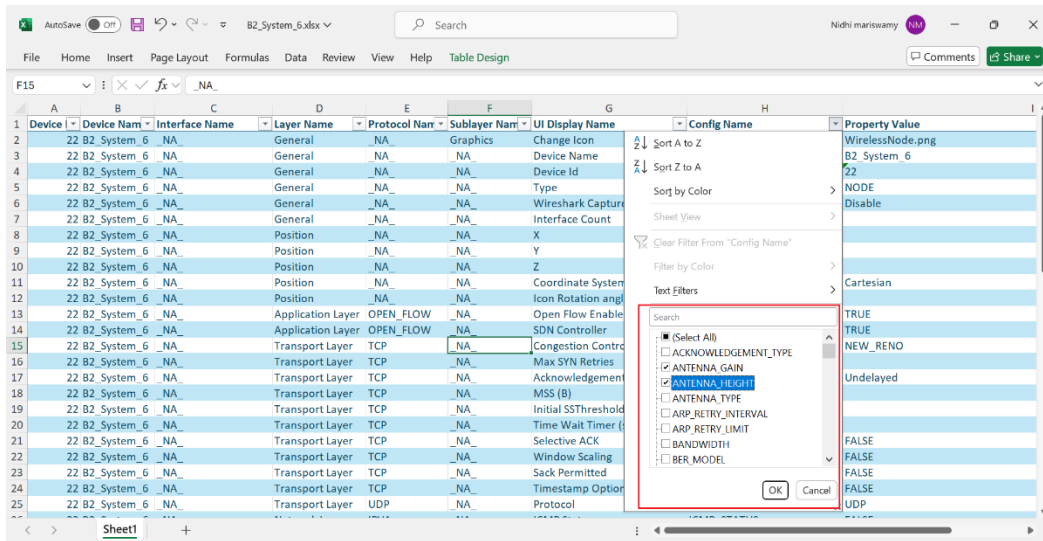 AutoSave Off B2_System_6.xlsx Search Nidhi mariswamy NM
File Home Insert Page Layout Formulas Data Review View Help Table Design Comments Share
F15 fx _NA_
A B C D E F G H I
1 Device I Device Nam Interface Name Layer Name Protocol Nam Sublayer Nam UI Display Name Config Name Property Value
2 22 B2_System_6 _NA_ General _NA_ Graphics Change Icon WirelessNode.png
3 22 B2_System_6 _NA_ General _NA_ _NA_ Device Name B2_System_6
4 22 B2_System_6 _NA_ General _NA_ _NA_ Device Id 22
5 22 B2_System_6 _NA_ General _NA_ _NA_ Type NODE
6 22 B2_System_6 _NA_ General _NA_ _NA_ Wireshark Capture Disable
7 22 B2_System_6 _NA_ General _NA_ _NA_ Interface Count
8 22 B2_System_6 _NA_ Position _NA_ _NA_ X
9 22 B2_System_6 _NA_ Position _NA_ _NA_ Y
10 22 B2_System_6 _NA_ Position _NA_ _NA_ Z
11 22 B2_System_6 _NA_ Position _NA_ _NA_ Coordinate System Cartesian
12 22 B2_System_6 _NA_ Position _NA_ _NA_ Icon Rotation angl
13 22 B2_System_6 _NA_ Application Layer OPEN_FLOW _NA_ Open Flow Enable TRUE
14 22 B2_System_6 _NA_ Application Layer OPEN_FLOW _NA_ SDN Controller TRUE
15 22 B2_System_6 _NA_ Transport Layer TCP _NA_ Congestion Contro NEW_RENO
16 22 B2_System_6 _NA_ Transport Layer TCP _NA_ Max SYN Retries
17 22 B2_System_6 _NA_ Transport Layer TCP _NA_ Acknowledgement Undelayed
18 22 B2_System_6 _NA_ Transport Layer TCP _NA_ MSS (B)
19 22 B2_System_6 _NA_ Transport Layer TCP _NA_ Initial SSThreshold
20 22 B2_System_6 _NA_ Transport Layer TCP _NA_ Time Wait Timer (s
21 22 B2_System_6 _NA_ Transport Layer TCP _NA_ Selective ACK FALSE
22 22 B2_System_6 _NA_ Transport Layer TCP _NA_ Window Scaling FALSE
23 22 B2_System_6 _NA_ Transport Layer TCP _NA_ Sack Permitted FALSE
24 22 B2_System_6 _NA_ Transport Layer TCP _NA_ Timestamp Option FALSE
25 22 B2_System_6 _NA_ Transport Layer UDP _NA_ Protocol UDP
Sort A to Z
Sort Z to A
Sort by Color
Sheet View
Clear Filter From "Config Name"
Filter by Color
Text Filters
Search
(Select All)
ACKNOWLEDGEMENT_TYPE
ANTENNA_GAIN
ANTENNA_HEIGHT
ANTENNA_TYPE
ARP_RETRY_INTERVAL
ARP_RETRY_LIMIT
BANDWIDTH
BER_MODEL
OK Cancel
Sheet1